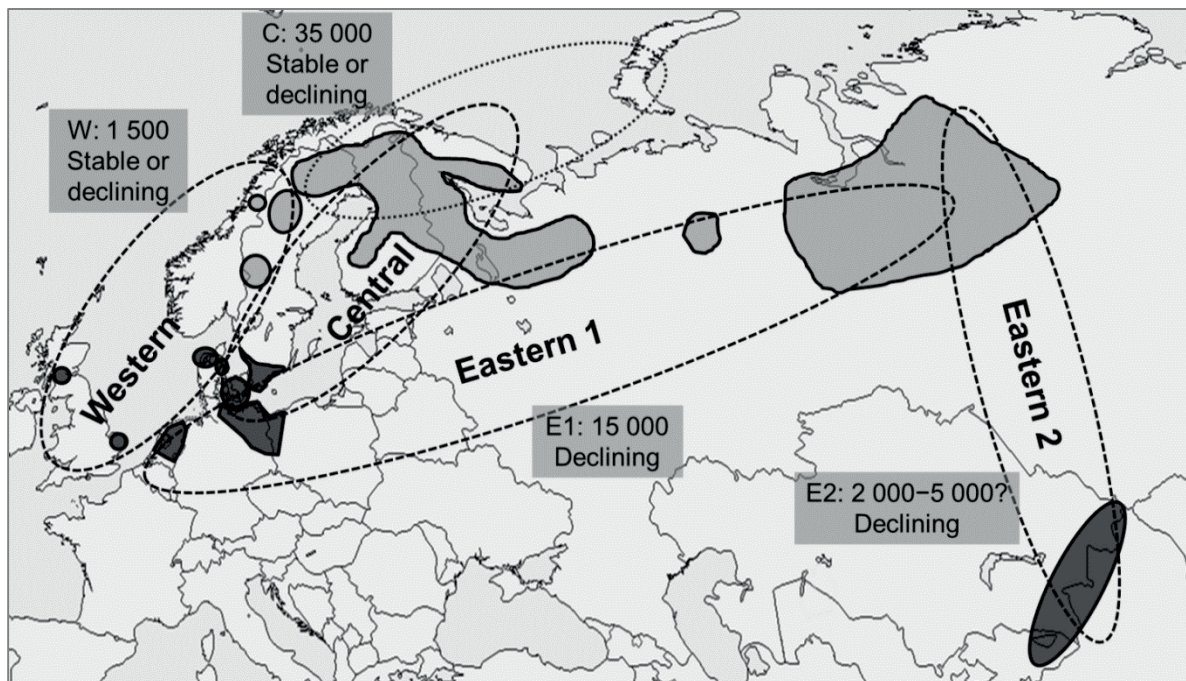 C: 35 000
Stable or
declining
W: 1 500
Stable or
declining
Western
Central
Eastern 1
Eastern 2
E1: 15 000
Declining
E2: 2 000−5 000?
Declining